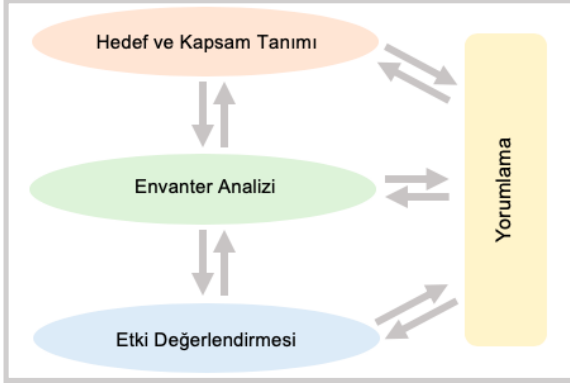 Hedef ve Kapsam Tanımı
Envanter Analizi
Etki Değerlendirmesi
Yorumlama